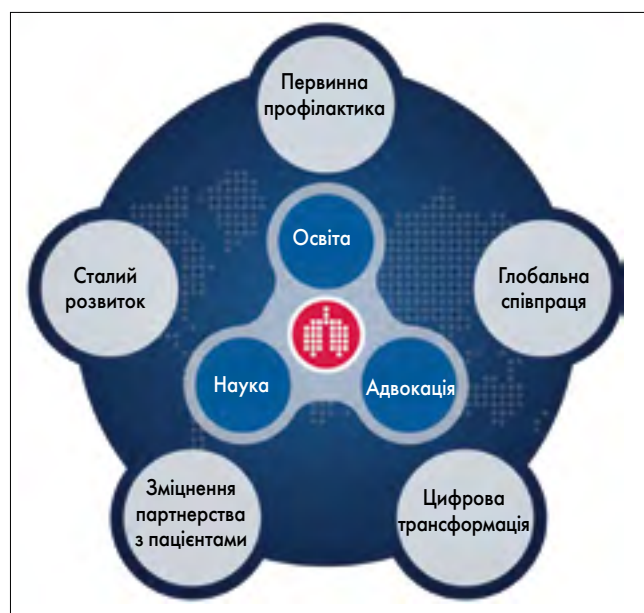 Первинна
профілактика
Освіта
Сталий
розвиток
Глобальна
співпраця
Наука
Адвокація
Зміцнення
партнерства
з пацієнтами
Цифрова
трансформація